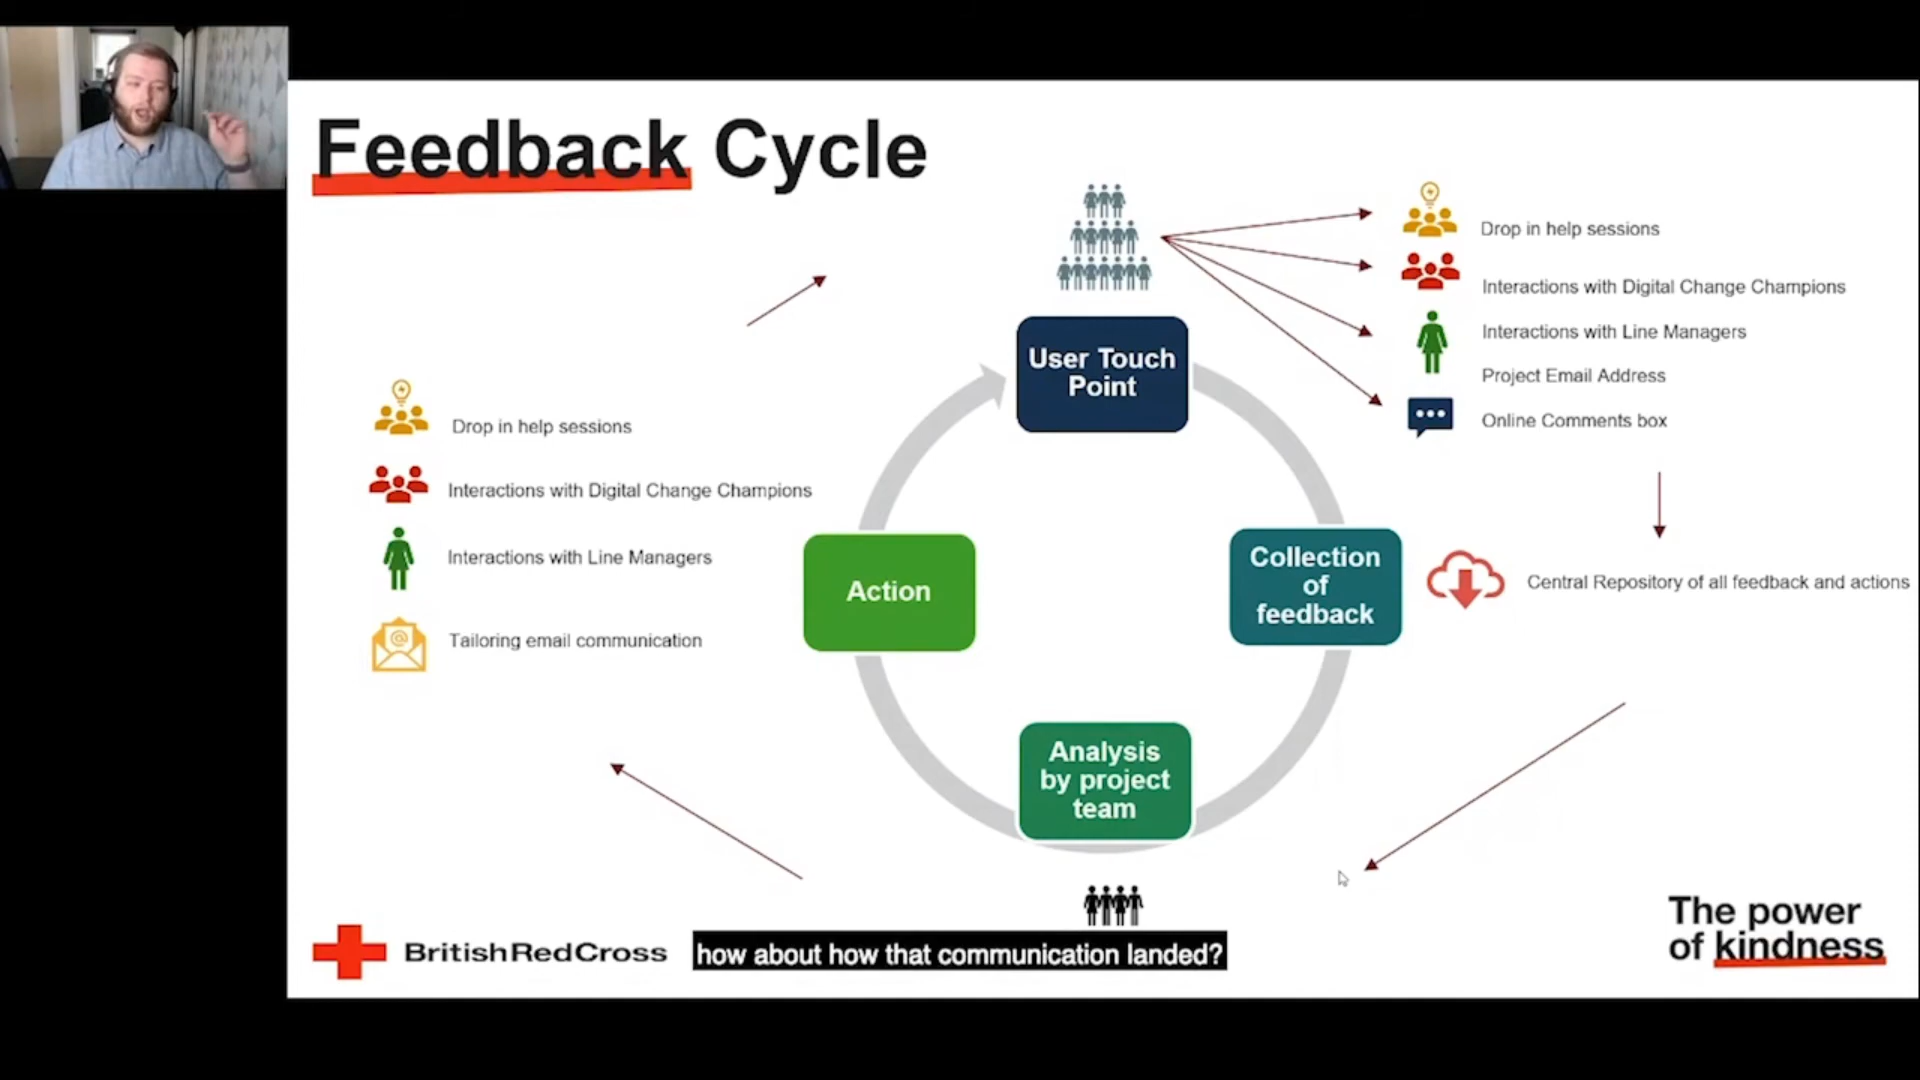 Feedback Cycle
Drop in help sessions
Interactions with Digital Change Champions
Interactions with Line Managers
Project Email Address
Online Comments box
User Touch
Point
Drop in help sessions
Interactions with Digital Change Champions
Interactions with Line Managers
Tailoring email communication
Action
Collection
of
feedback
Central Repository of all feedback and actions
Analysis
by project
team
BritishRedCross
how about how that communication landed?
The power
of kindness